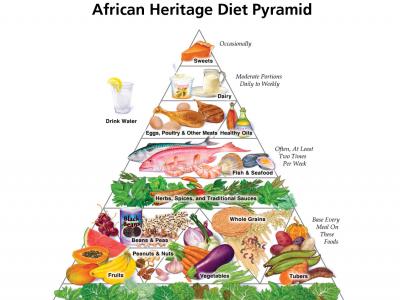 African Heritage Diet Pyramid
Occasionally
Sweets
Moderate Portions
Daily to Weekly
Dairy
Drink Water
Eggs, Poultry & Other Meats
Healthy Oils
Often, At Least
Two Times
Per Week
Fish & Seafood
Herbs, Spices, and Traditional Sauces
Black
Beans
Whole Grains
Base Every
Meal On
These
Foods
Beans & Peas
Peanuts & Nuts
Fruits
Vegetables
Tubers